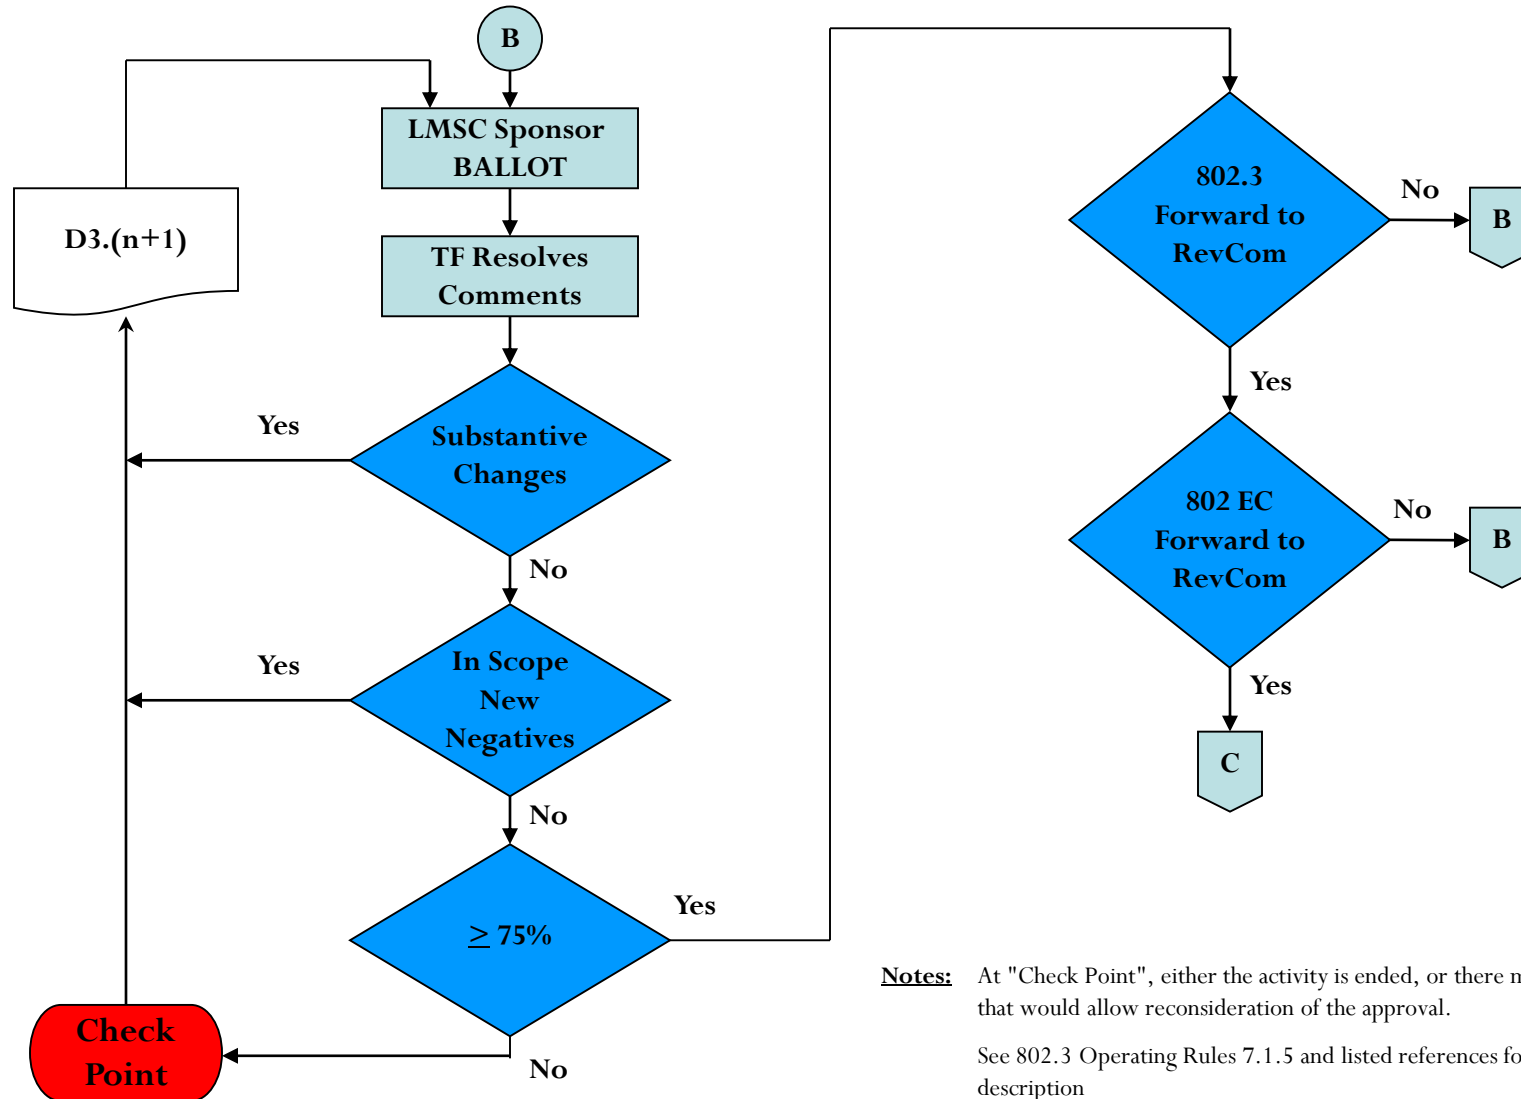 B
LMSC Sponsor
BALLOT
D3.(n+1)
TF Resolves
Comments
Yes
Substantive
Changes
No
Yes
In Scope
New
Negatives
No
≥ 75%
Yes
Check
Point
No
802.3
Forward to
RevCom
No
B
Yes
802 EC
Forward to
RevCom
No
B
Yes
C
Notes: At "Check Point", either the activity is ended, or there
that would allow reconsideration of the approval.
See 802.3 Operating Rules 7.1.5 and listed references
description